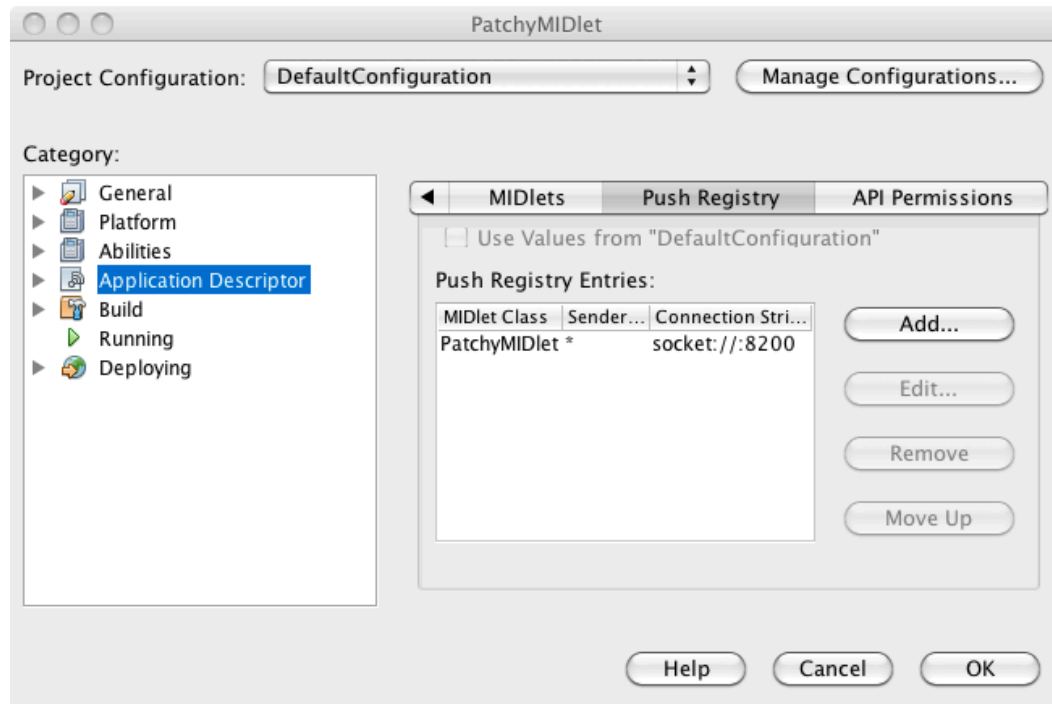 PatchyMIDlet
Project Configuration: DefaultConfiguration Manage Configurations...
Category:
General
Platform
Abilities
Application Descriptor
Build
Running
Deploying
MIDlets Push Registry API Permissions
Use Values from "DefaultConfiguration"
Push Registry Entries:
MIDlet Class Sender... Connection Stri...
PatchyMIDlet * socket://:8200
Add...
Edit...
Remove
Move Up
Help Cancel OK